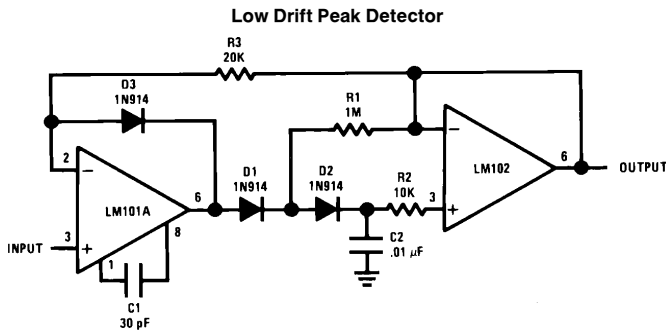 Low Drift Peak Detector
R3
20K
D3
1N914
R1
1M
2
−
LM101A
6
3
+
INPUT
1
8
C1
30 pF
D1
1N914
D2
1N914
R2
10K
C2
.01 μF
−
LM102
3
+
6
OUTPUT